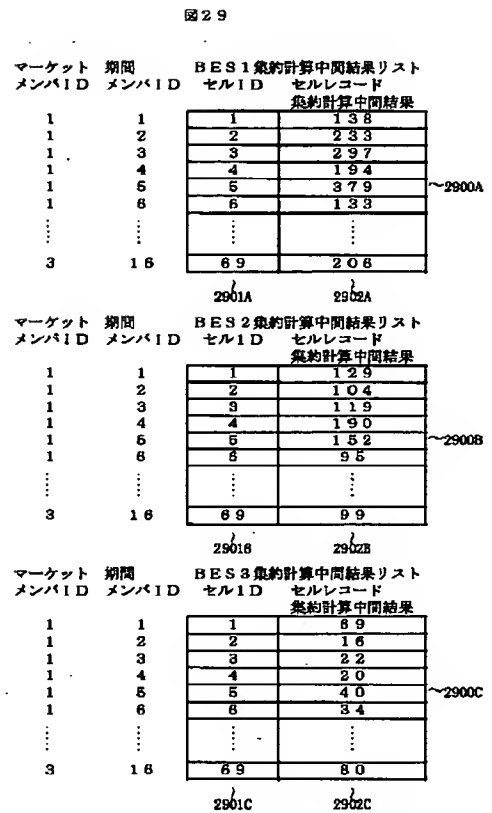 図29
マーケット 期間 BES1集約計算中間結果リスト
メンバID メンバID セルID セルレコード
集約計算中間結果
1 1 1 138
1 2 2 233
1 3 3 297
1 4 4 194
1 5 5 379 ～2900A
1 6 6 133
⋮ ⋮ ⋮ ⋮
3 16 69 206
2901A 2902A
マーケット 期間 BES2集約計算中間結果リスト
メンバID メンバID セルID セルレコード
集約計算中間結果
1 1 1 129
1 2 2 104
1 3 3 119
1 4 4 190
1 5 5 152 ～2900B
1 6 6 95
⋮ ⋮ ⋮ ⋮
3 16 69 99
2901B 2902B
マーケット 期間 BES3集約計算中間結果リスト
メンバID メンバID セルID セルレコード
集約計算中間結果
1 1 1 69
1 2 2 16
1 3 3 22
1 4 4 20
1 5 5 40 ～2900C
1 6 6 34
⋮ ⋮ ⋮ ⋮
3 16 69 80
2901C 2902C